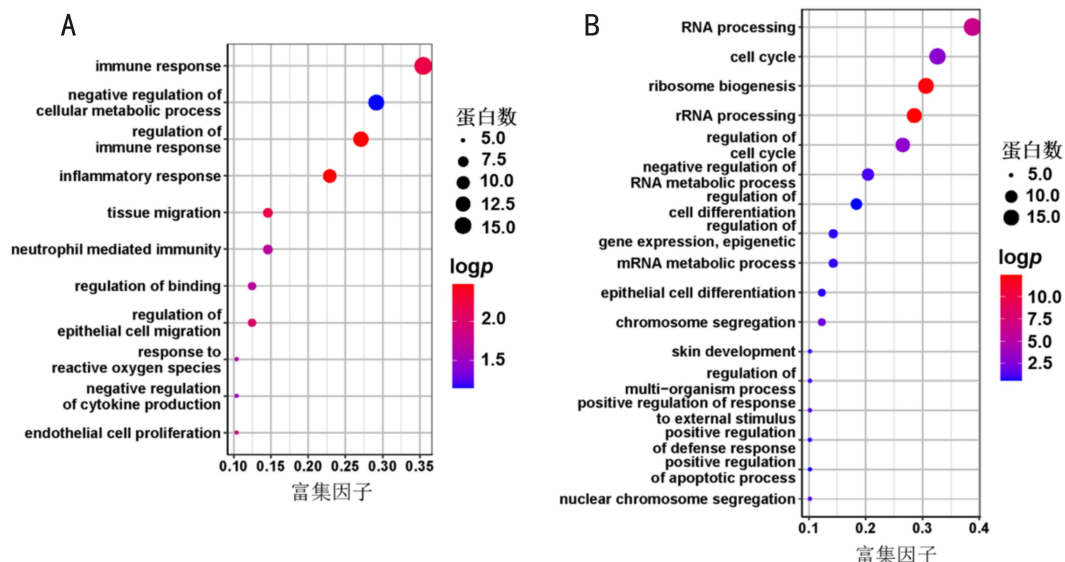 A
immune response
negative regulation of
cellular metabolic process
regulation of
immune response
inflammatory response
tissue migration
neutrophil mediated immunity
regulation of binding
regulation of
epithelial cell migration
response to
reactive oxygen species
negative regulation
of cytokine production
endothelial cell proliferation
0.10 0.15 0.20 0.25 0.30 0.35
富集因子
蛋白数
5.0
7.5
10.0
12.5
15.0
logp
2.0
1.5
B
RNA processing
cell cycle
ribosome biogenesis
rRNA processing
regulation of
cell cycle
negative regulation of
RNA metabolic process
regulation of
cell differentiation
regulation of
gene expression, epigenetic
mRNA metabolic process
epithelial cell differentiation
chromosome segregation
skin development
regulation of
multi−organism process
positive regulation of response
to external stimulus
positive regulation
of defense response
positive regulation
of apoptotic process
nuclear chromosome segregation
0.1 0.2 0.3 0.4
富集因子
蛋白数
5.0
10.0
15.0
logp
10.0
7.5
5.0
2.5